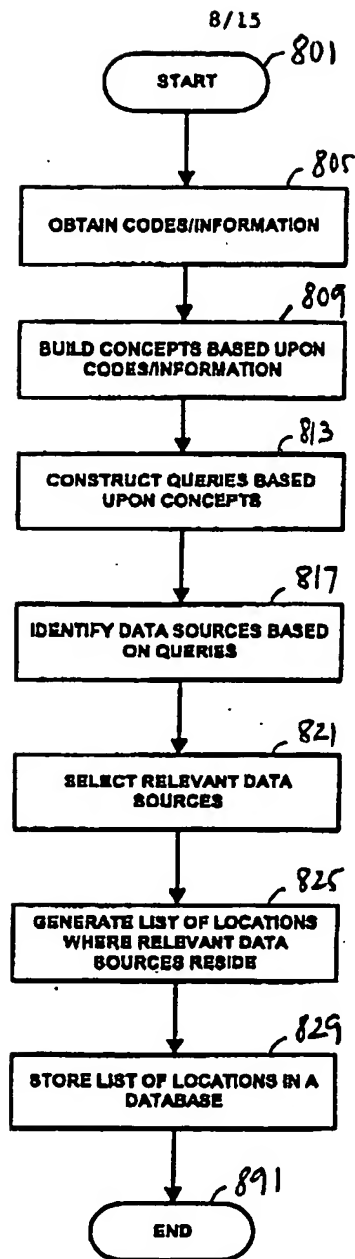 8/15
801
START
805
OBTAIN CODES/INFORMATION
809
BUILD CONCEPTS BASED UPON
CODES/INFORMATION
813
CONSTRUCT QUERIES BASED
UPON CONCEPTS
817
IDENTIFY DATA SOURCES BASED
ON QUERIES
821
SELECT RELEVANT DATA
SOURCES
825
GENERATE LIST OF LOCATIONS
WHERE RELEVANT DATA
SOURCES RESIDE
829
STORE LIST OF LOCATIONS IN A
DATABASE
891
END